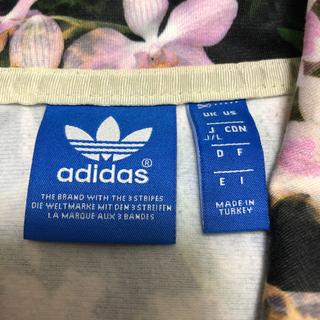 adidas®
THE BRAND WITH THE 3 STRIPES
DIE WELTMARKE MIT DEN 3 STREIFEN
LA MARQUE AUX 3 BANDES
UK US
J CDN
J/L
D F
E I
MADE IN
TURKEY